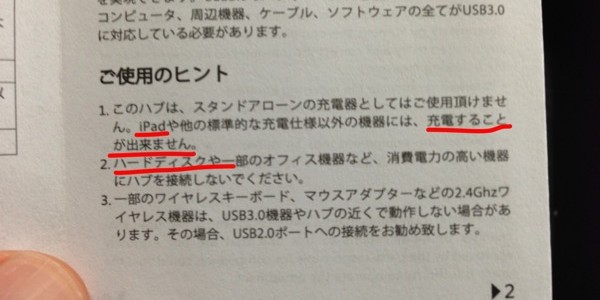 コンピュータ、周辺機器、ケーブル、ソフトウェアの全てがUSB3.0
に対応している必要があります。
ご使用のヒント
1. このハブは、スタンドアローンの充電器としてはご使用頂けませ
ん。iPadや他の標準的な充電仕様以外の機器には、充電すること
が出来ません。
2. ハードディスクや一部のオフィス機器など、消費電力の高い機器
にハブを接続しないでください。
3. 一部のワイヤレスキーボード、マウスアダプターなどの2.4Ghzワ
イヤレス機器は、USB3.0機器やハブの近くで動作しない場合があ
ります。その場合、USB2.0ポートへの接続をお勧め致します。
▶2